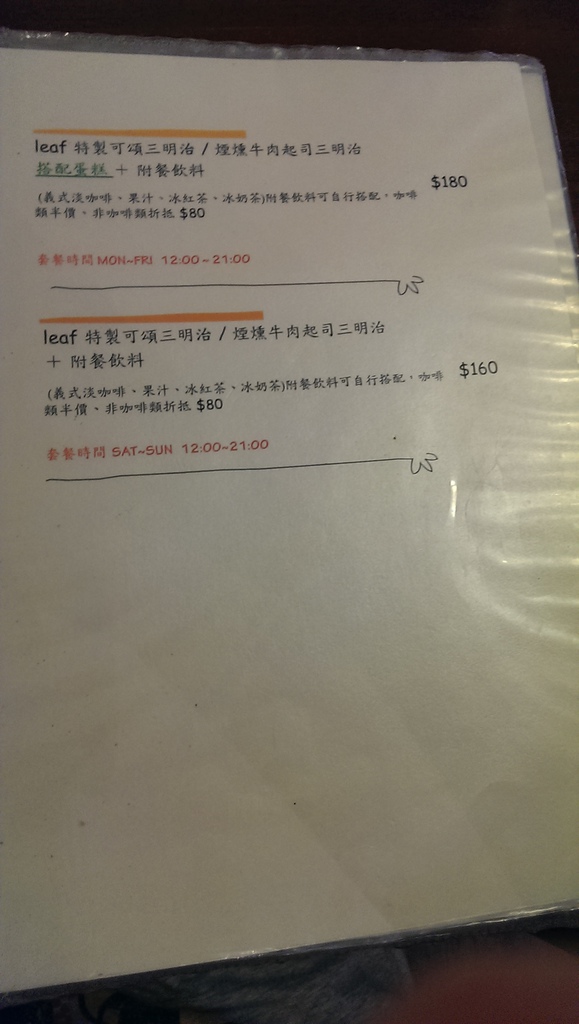 leaf 特製可頌三明治 / 煙燻牛肉起司三明治
搭配蛋糕 + 附餐飲料
$180
(義式淡咖啡、果汁、冰紅茶、冰奶茶)附餐飲料可自行搭配，咖啡
類半價、非咖啡類折抵 $80
套餐時間 MON~FRI 12:00~21:00
leaf 特製可頌三明治 / 煙燻牛肉起司三明治
+ 附餐飲料
$160
(義式淡咖啡、果汁、冰紅茶、冰奶茶)附餐飲料可自行搭配，咖啡
類半價、非咖啡類折抵 $80
套餐時間 SAT~SUN 12:00~21:00